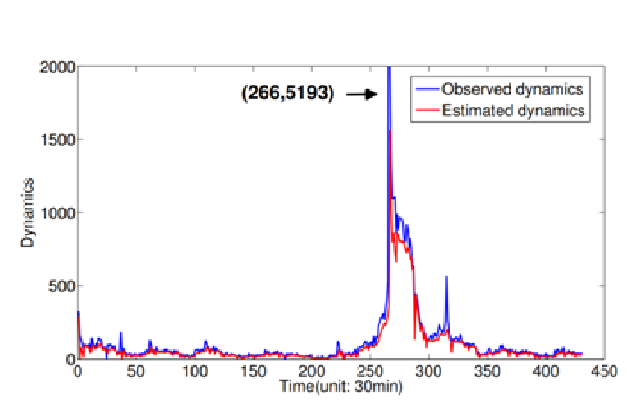 2000
(266,5193)
Observed dynamics
Estimated dynamics
1500
Dynamics
1000
500
0
0 50 100 150 200 250 300 350 400 450
Time(unit: 30min)